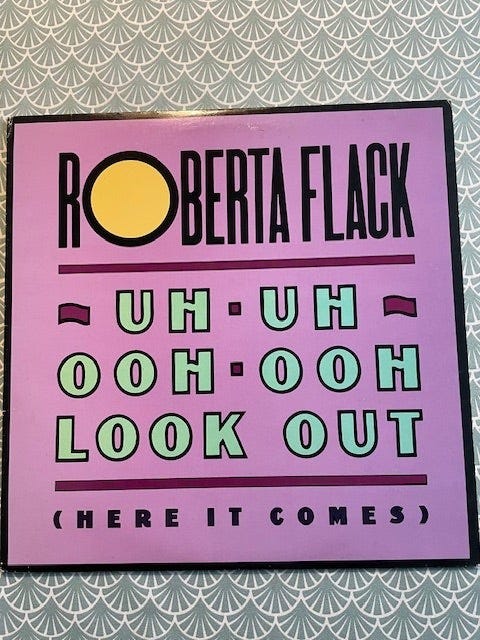 ROBERTA FLACK
~ UH · UH ~
OOH · OOH
LOOK OUT
(HERE IT COMES)